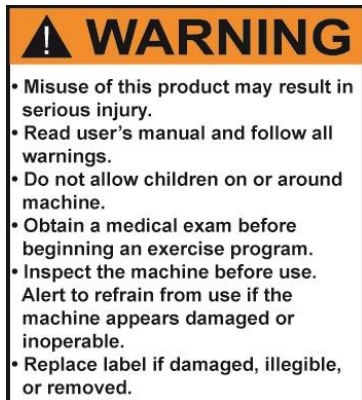 WARNING
• Misuse of this product may result in
serious injury.
• Read user's manual and follow all
warnings.
• Do not allow children on or around
machine.
• Obtain a medical exam before
beginning an exercise program.
• Inspect the machine before use.
Alert to refrain from use if the
machine appears damaged or
inoperable.
• Replace label if damaged, illegible,
or removed.